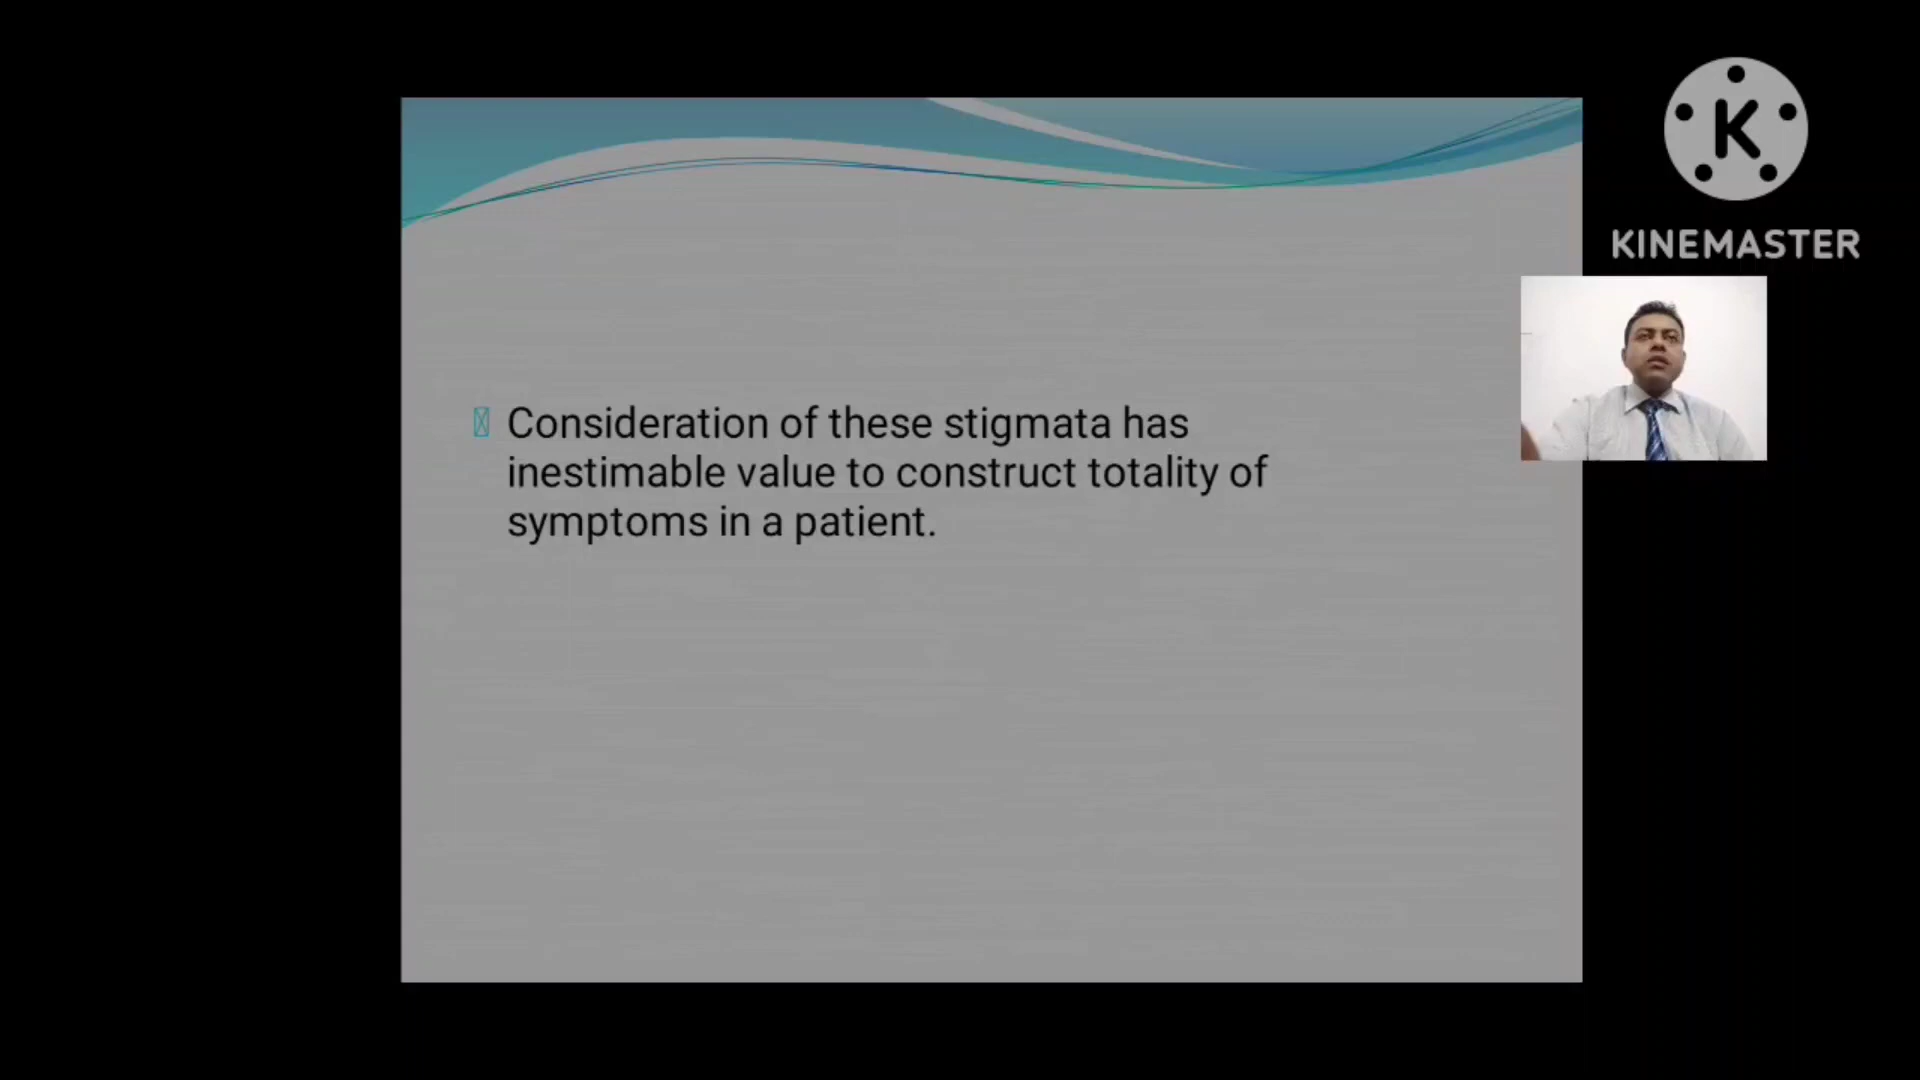 K
KINEMASTER
Consideration of these stigmata has
inestimable value to construct totality of
symptoms in a patient.